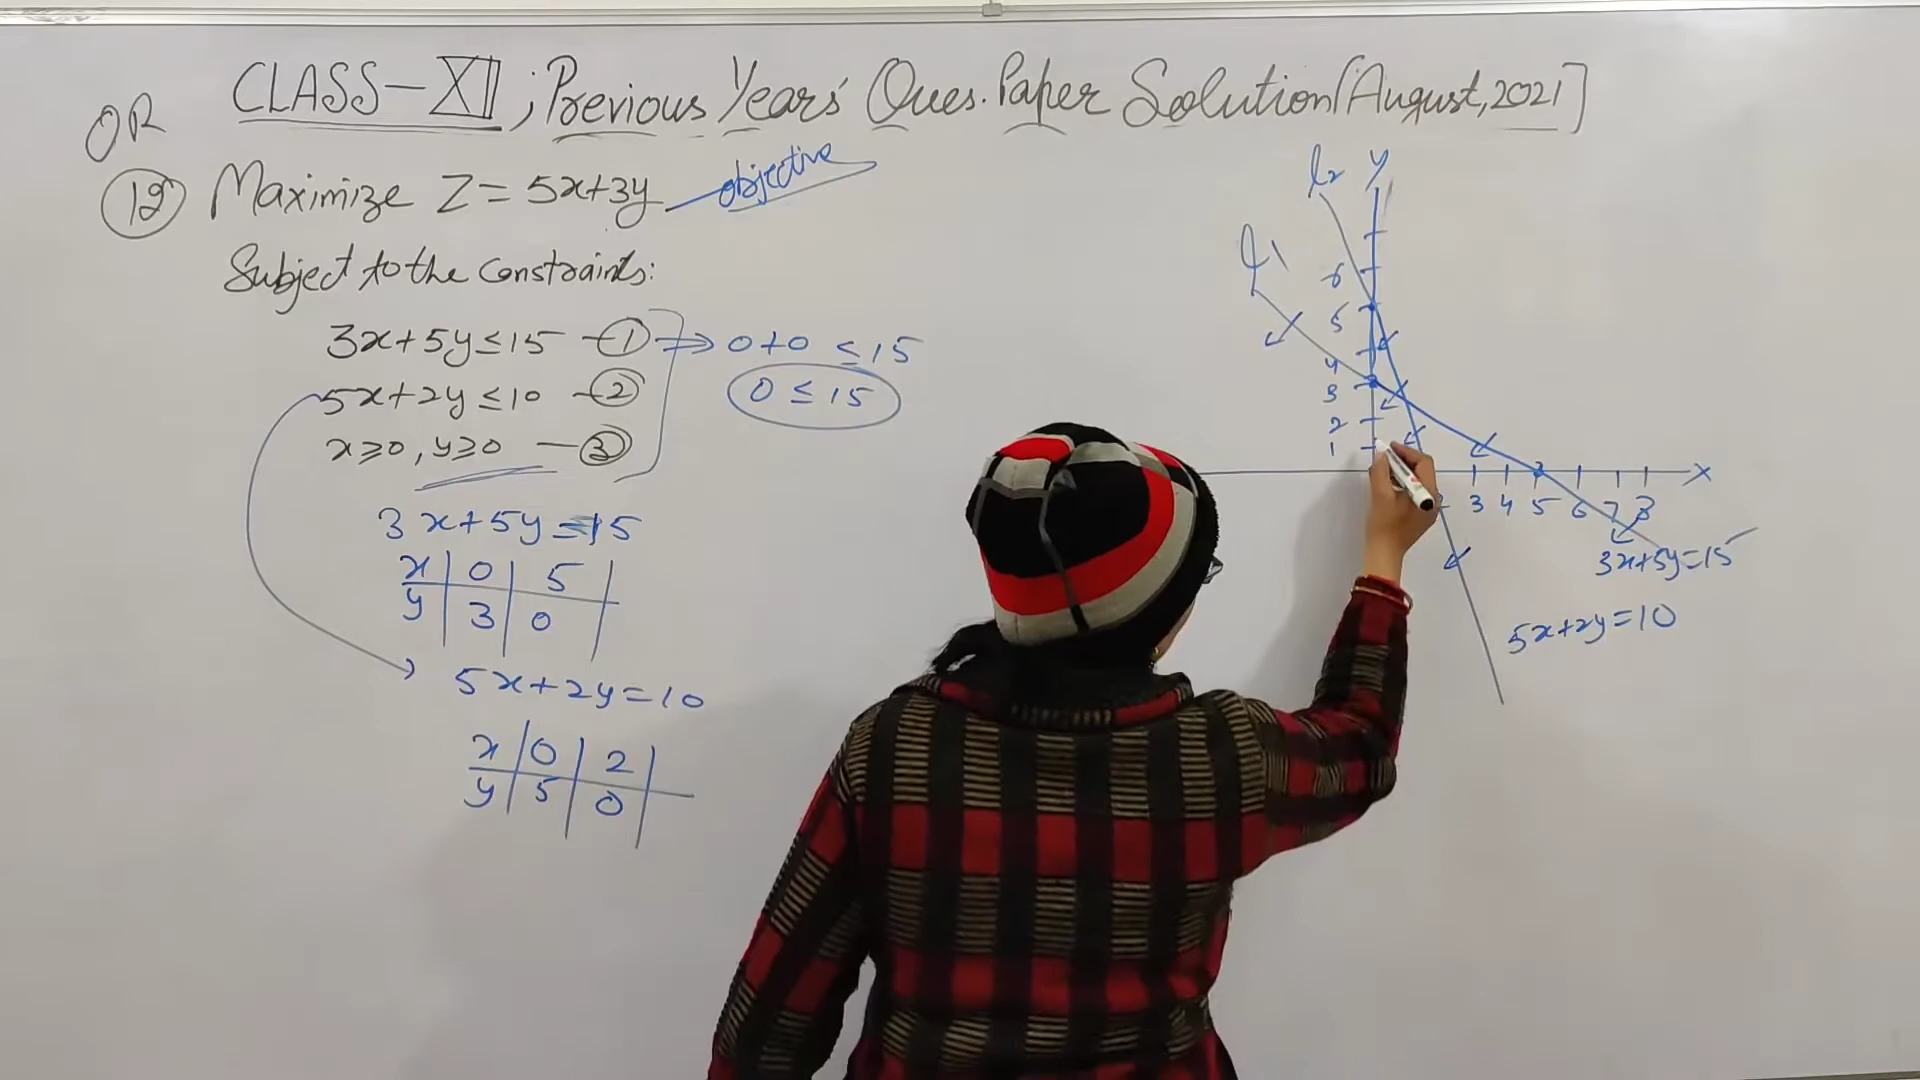 CLASS-XII; Previous Years' Ques. Paper Solution [August, 2021]
OR
12 Maximize Z = 5x+3y objective
Subject to the Constraints:
3x+5y≤15 -1 ⇒ 0+0 ≤15
5x+2y≤10 -2 0 ≤ 15
x≥0, y≥0 -3
3x+5y=15
x 0 5
y 3 0
5x+2y=10
x 0 2
y 5 0
l2 y
l1
6
5
4
3
2
1
x
3 4 5 6 7 8
3x+5y=15
5x+2y=10